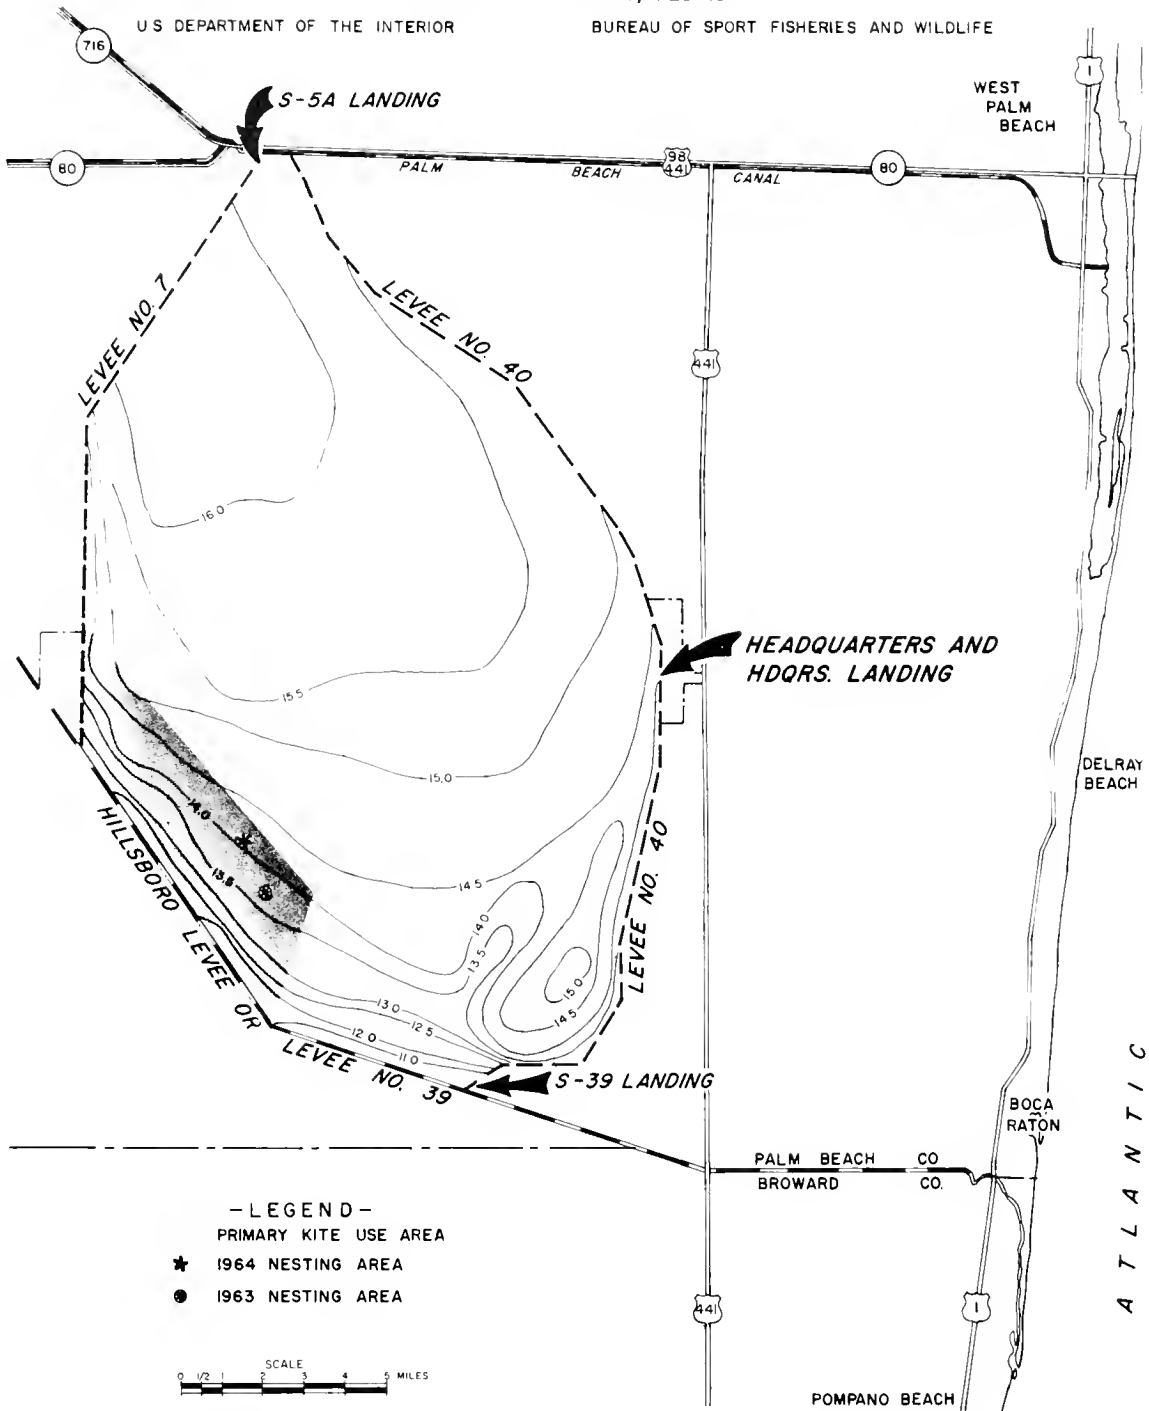 US DEPARTMENT OF THE INTERIOR
BUREAU OF SPORT FISHERIES AND WILDLIFE
716
S-5A LANDING
1
WEST
PALM
BEACH
80
PALM
BEACH
98
441
CANAL
80
LEVEE NO. 7
LEVEE NO. 40
441
16.0
HEADQUARTERS AND
HDQRS. LANDING
15.5
15.0
DELRAY
BEACH
14.0
HILLSBORO LEVEE OR
LEVEE NO. 39
13.5
14.5
LEVEE NO. 40
14.0
13.5
15.0
14.5
13.0
12.5
12.0
11.0
S-39 LANDING
BOCA
RATON
ATLANTIC
PALM BEACH CO
BROWARD CO.
-LEGEND-
PRIMARY KITE USE AREA
1964 NESTING AREA
1963 NESTING AREA
441
1
SCALE
0 1/2 1 2 3 4 5 MILES
POMPANO BEACH